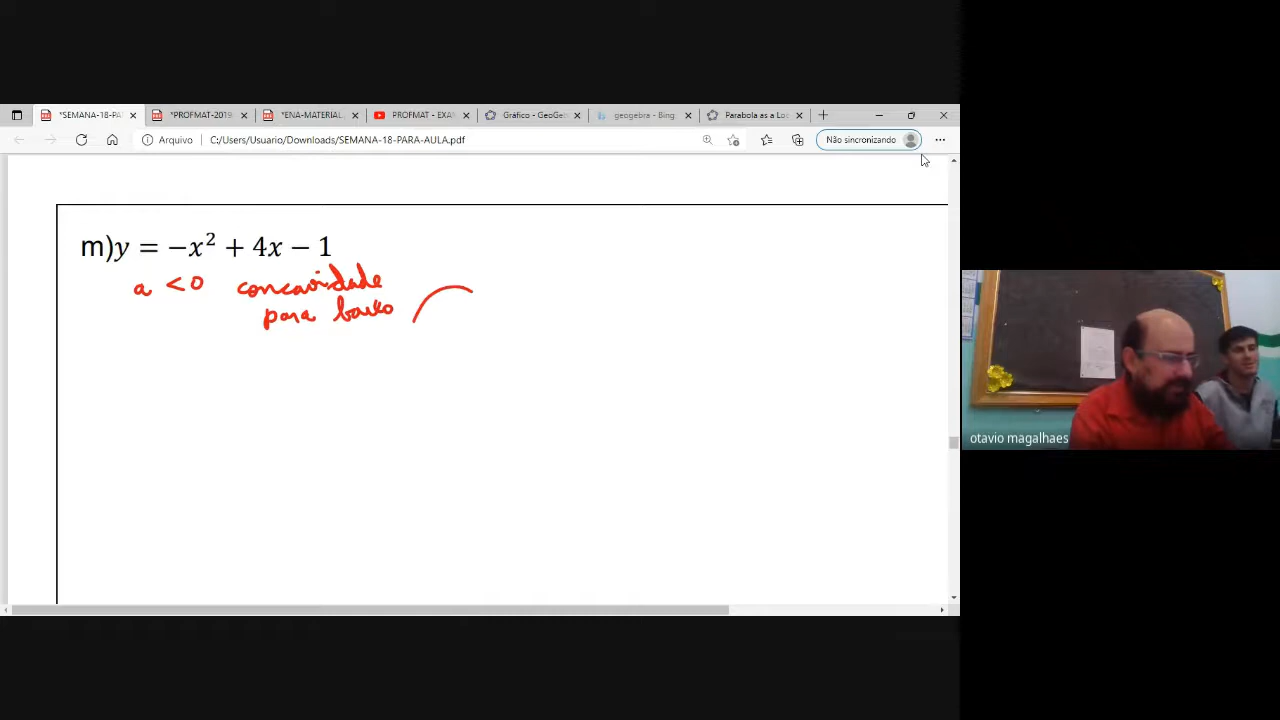 *SEMANA-18-PA
*PROFMAT-2019
*ENA-MATERIAL
PROFMAT - EXA
Gráfico - GeoGe
geogebra - Bing
Parabola as a Lo
Arquivo
C:/Users/Usuario/Downloads/SEMANA-18-PARA-AULA.pdf
Não sincronizando
m) y = −x² + 4x − 1
a < 0 concavidade
para baixo
otavio magalhaes